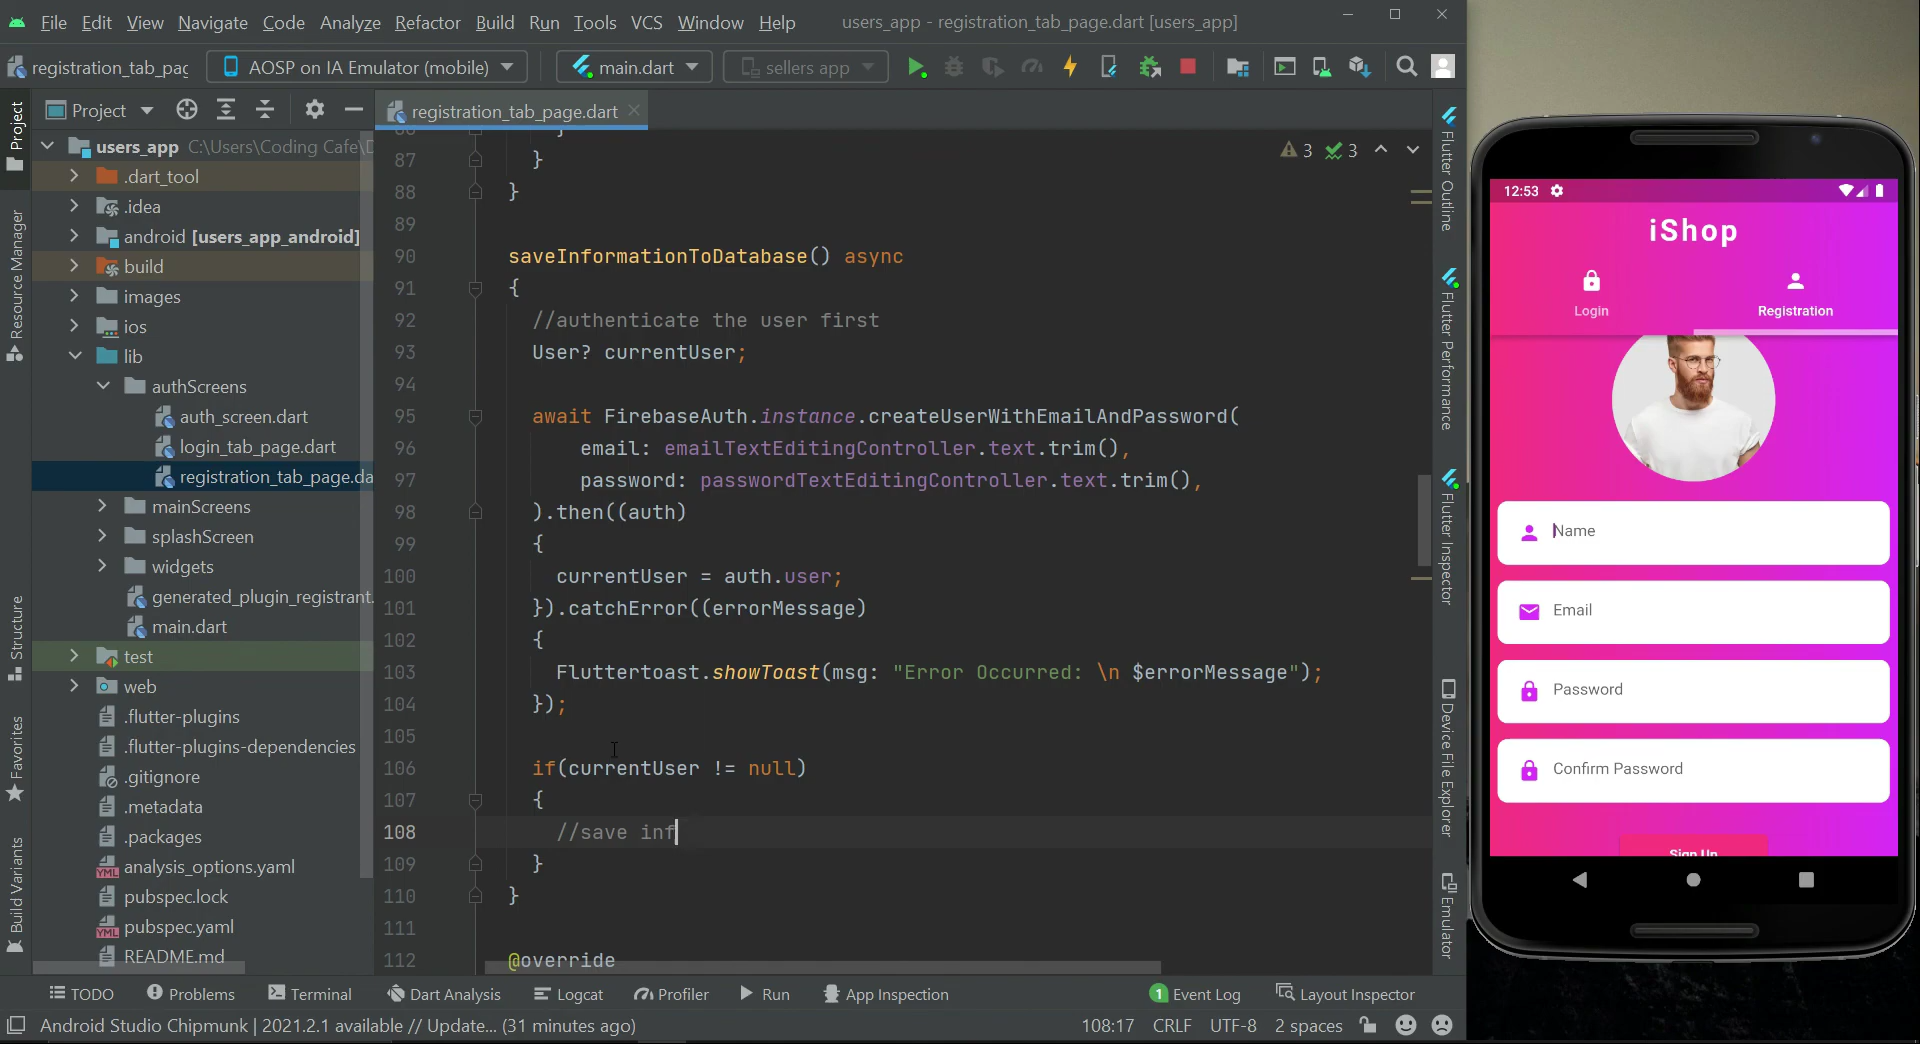 File Edit View Navigate Code Analyze Refactor Build Run Tools VCS Window Help users_app - registration_tab_page.dart [users_app]
registration_tab_pag AOSP on IA Emulator (mobile) main.dart sellers app
Project registration_tab_page.dart
users_app C:\Users\Coding Cafe\D
.dart_tool
.idea
android [users_app_android]
build
images
ios
lib
authScreens
auth_screen.dart
login_tab_page.dart
registration_tab_page.da
mainScreens
splashScreen
widgets
generated_plugin_registrant.
main.dart
test
web
.flutter-plugins
.flutter-plugins-dependencies
.gitignore
.metadata
.packages
analysis_options.yaml
pubspec.lock
pubspec.yaml
README.md
Project
Resource Manager
Structure
Favorites
Build Variants
3 3
87 }
88 }
89
90 saveInformationToDatabase() async
91 {
92 //authenticate the user first
93 User? currentUser;
94
95 await FirebaseAuth.instance.createUserWithEmailAndPassword(
96 email: emailTextEditingController.text.trim(),
97 password: passwordTextEditingController.text.trim(),
98 ).then((auth)
99 {
100 currentUser = auth.user;
101 }).catchError((errorMessage)
102 {
103 Fluttertoast.showToast(msg: "Error Occurred: \n $errorMessage");
104 });
105
106 if(currentUser != null)
107 {
108 //save inf
109 }
110 }
111
112 @override
Flutter Outline
Flutter Performance
Flutter Inspector
Device File Explorer
Emulator
12:53
iShop
Login Registration
Name
Email
Password
Confirm Password
Sign Up
TODO Problems Terminal Dart Analysis Logcat Profiler Run App Inspection 1 Event Log Layout Inspector
Android Studio Chipmunk | 2021.2.1 available // Update... (31 minutes ago) 108:17 CRLF UTF-8 2 spaces